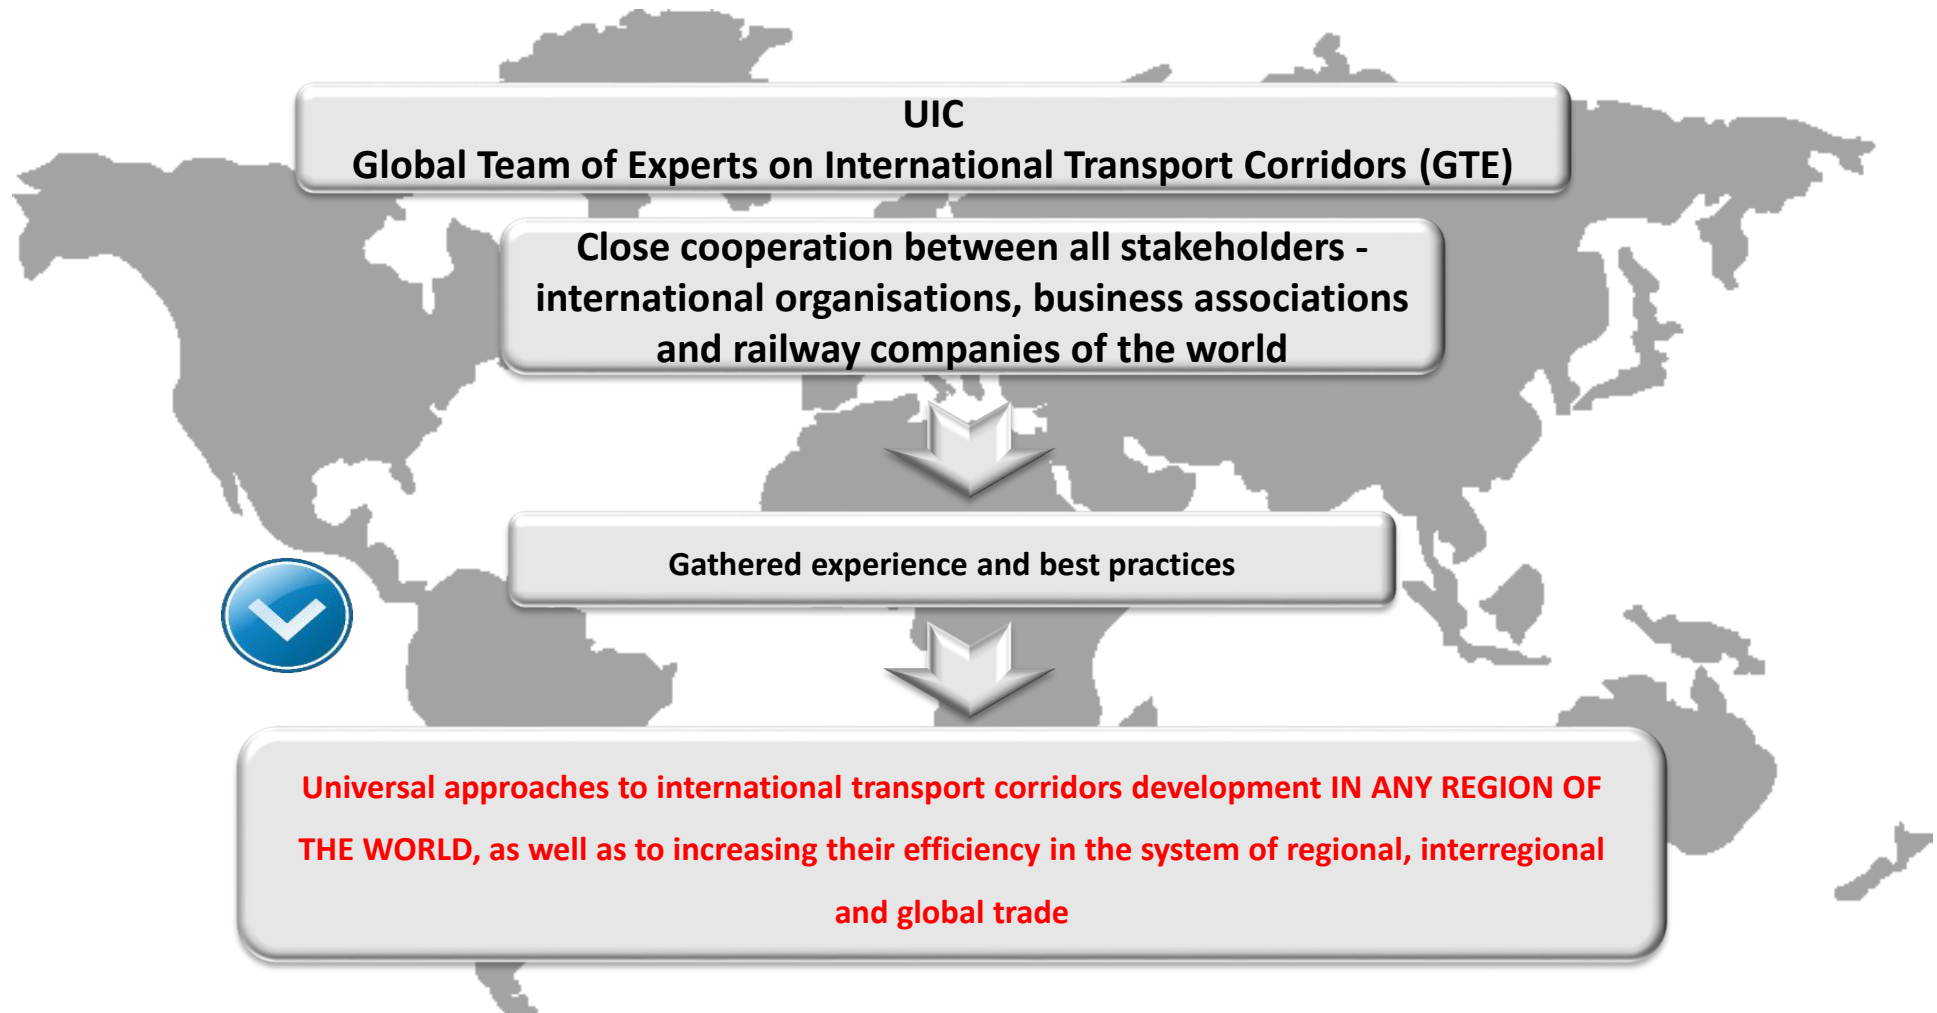 UIC
Global Team of Experts on International Transport Corridors (GTE)
Close cooperation between all stakeholders -
international organisations, business associations
and railway companies of the world
Gathered experience and best practices
Universal approaches to international transport corridors development IN ANY REGION OF
THE WORLD, as well as to increasing their efficiency in the system of regional, interregional
and global trade